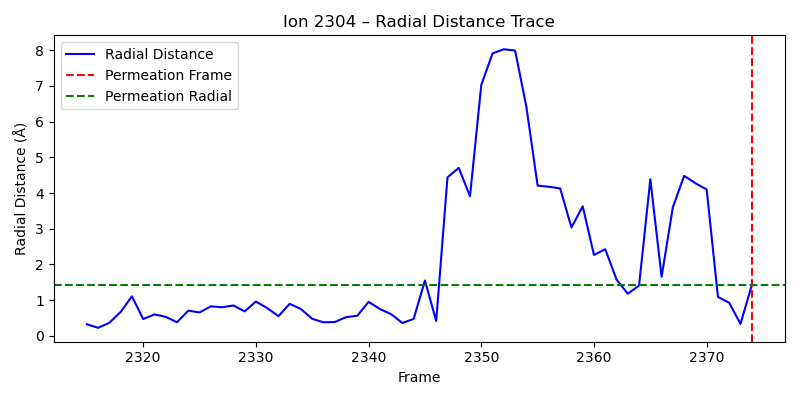 Ion 2304 – Radial Distance Trace
Radial Distance
Permeation Frame
Permeation Radial
Radial Distance (Å)
8
7
6
5
4
3
2
1
0
2320
2330
2340
2350
2360
2370
Frame